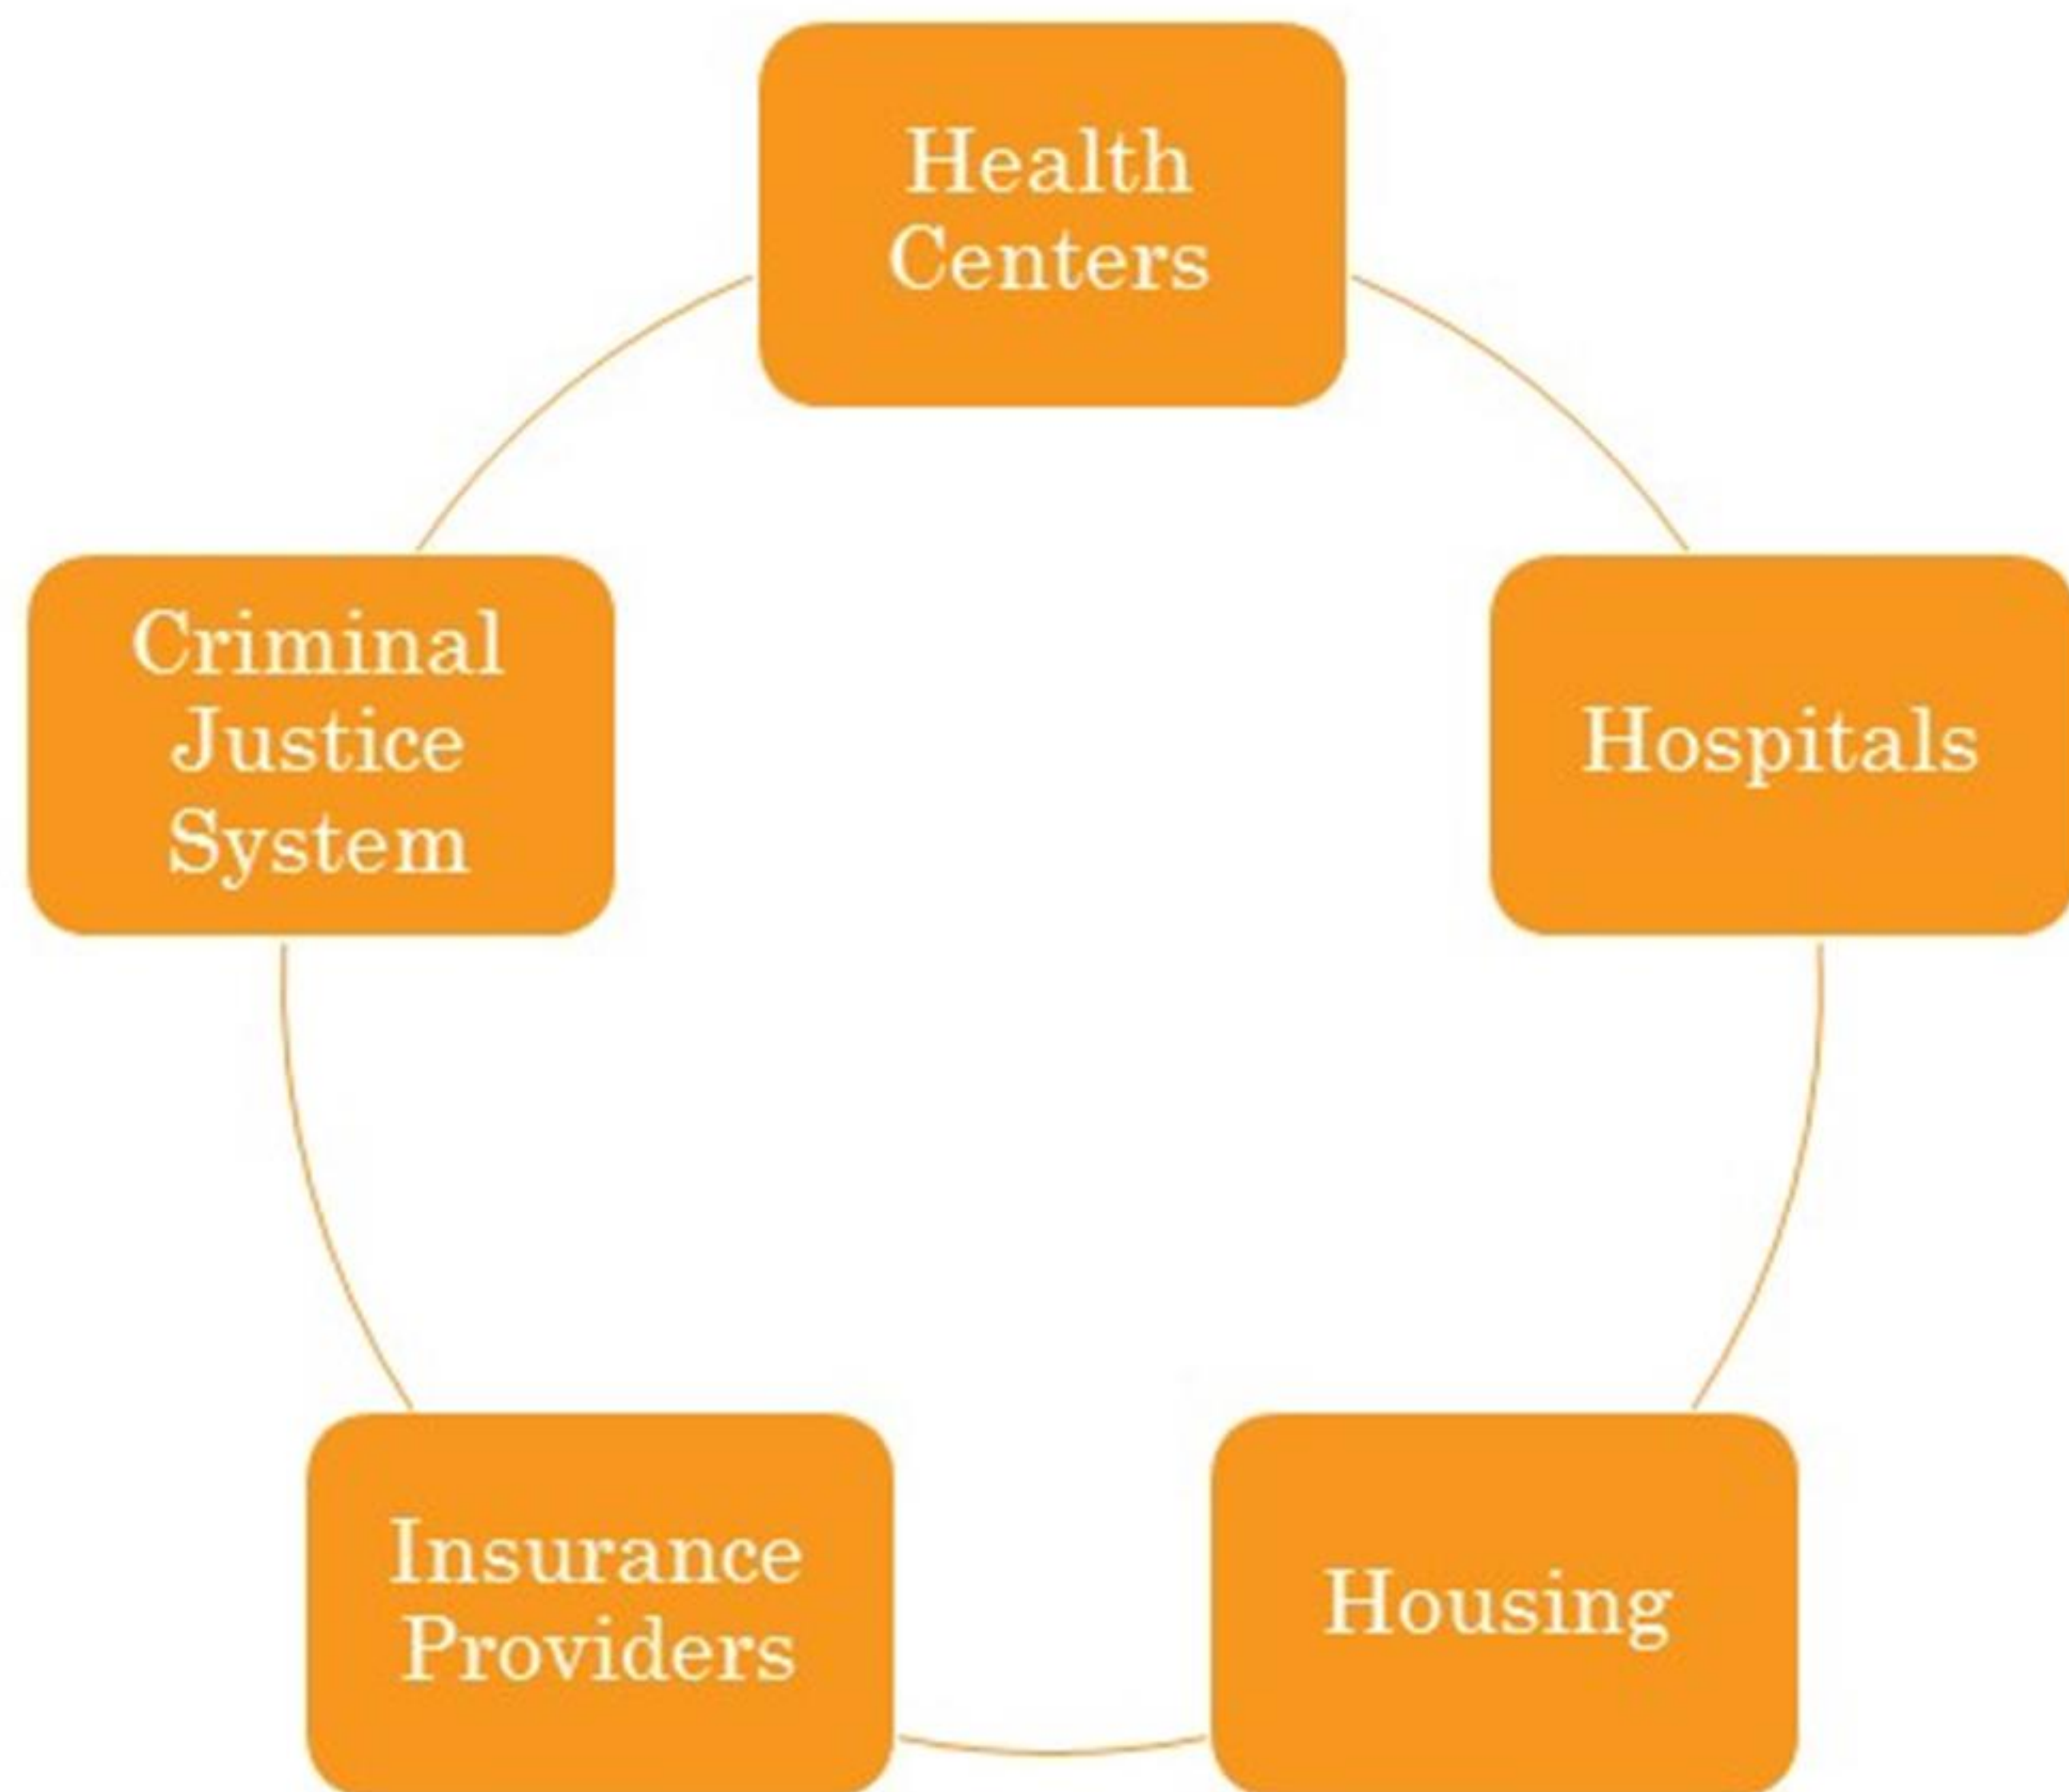 Health
Centers
Hospitals
Housing
Insurance
Providers
Criminal
Justice
System